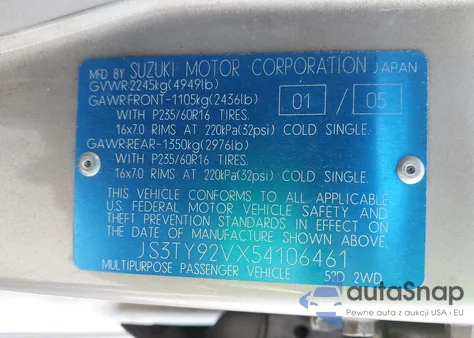 MFD BY SUZUKI MOTOR CORPORATION JAPAN
GVWR-2245kg(4949lb)
GAWR-FRONT-1105kg(2436lb) 01 / 05
WITH P235/60R16 TIRES.
16x7.0 RIMS AT 220kPa(32psi) COLD SINGLE.
GAWR-REAR-1350kg(2976lb)
WITH P235/60R16 TIRES.
16x7.0 RIMS AT 220kPa(32psi) COLD SINGLE.
THIS VEHICLE CONFORMS TO ALL APPLICABLE
U.S. FEDERAL MOTOR VEHICLE SAFETY AND
THEFT PREVENTION STANDARDS IN EFFECT ON
THE DATE OF MANUFACTURE SHOWN ABOVE.
JS3TY92VX54106461
MULTIPURPOSE PASSENGER VEHICLE 52D 2WD
autoSnap
Pewne auta z aukcji USA i EU